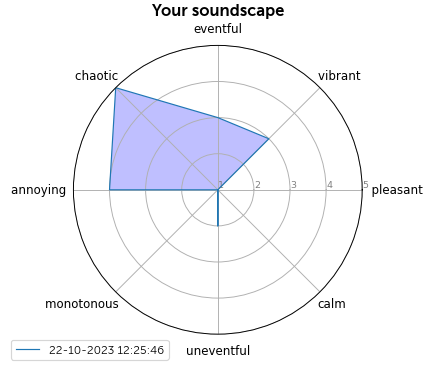 Your soundscape
eventful
chaotic
vibrant
annoying
1
2
3
4
5
pleasant
monotonous
calm
22-10-2023 12:25:46
uneventful